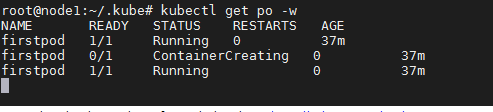 root@node1:~/.kube# kubectl get po -w
NAME       READY   STATUS    RESTARTS   AGE
firstpod   1/1     Running   0          37m
firstpod   0/1     ContainerCreating   0          37m
firstpod   1/1     Running             0          37m